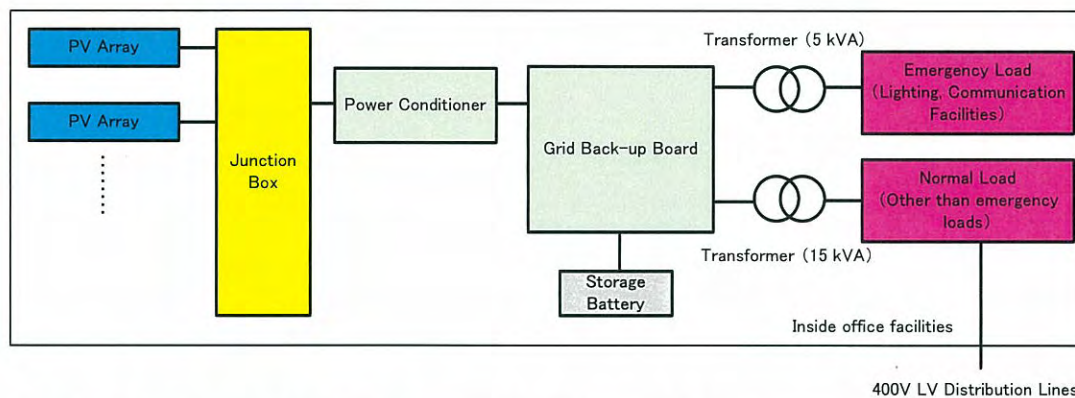 PV Array
PV Array
Junction
Box
Power Conditioner
Grid Back-up Board
Storage
Battery
Transformer (5 kVA)
Emergency Load
(Lighting, Communication
Facilities)
Normal Load
(Other than emergency
loads)
Transformer (15 kVA)
Inside office facilities
400V LV Distribution Lines